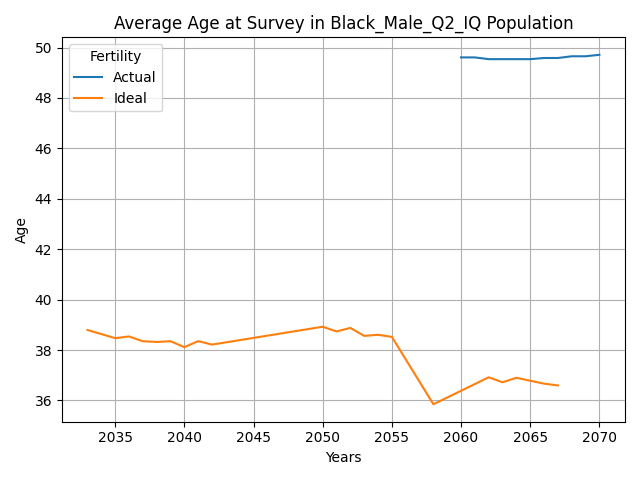 Average Age at Survey in Black_Male_Q2_IQ Population
Fertility
Actual
Ideal
50
48
46
44
42
40
38
36
Age
2035 2040 2045 2050 2055 2060 2065 2070
Years